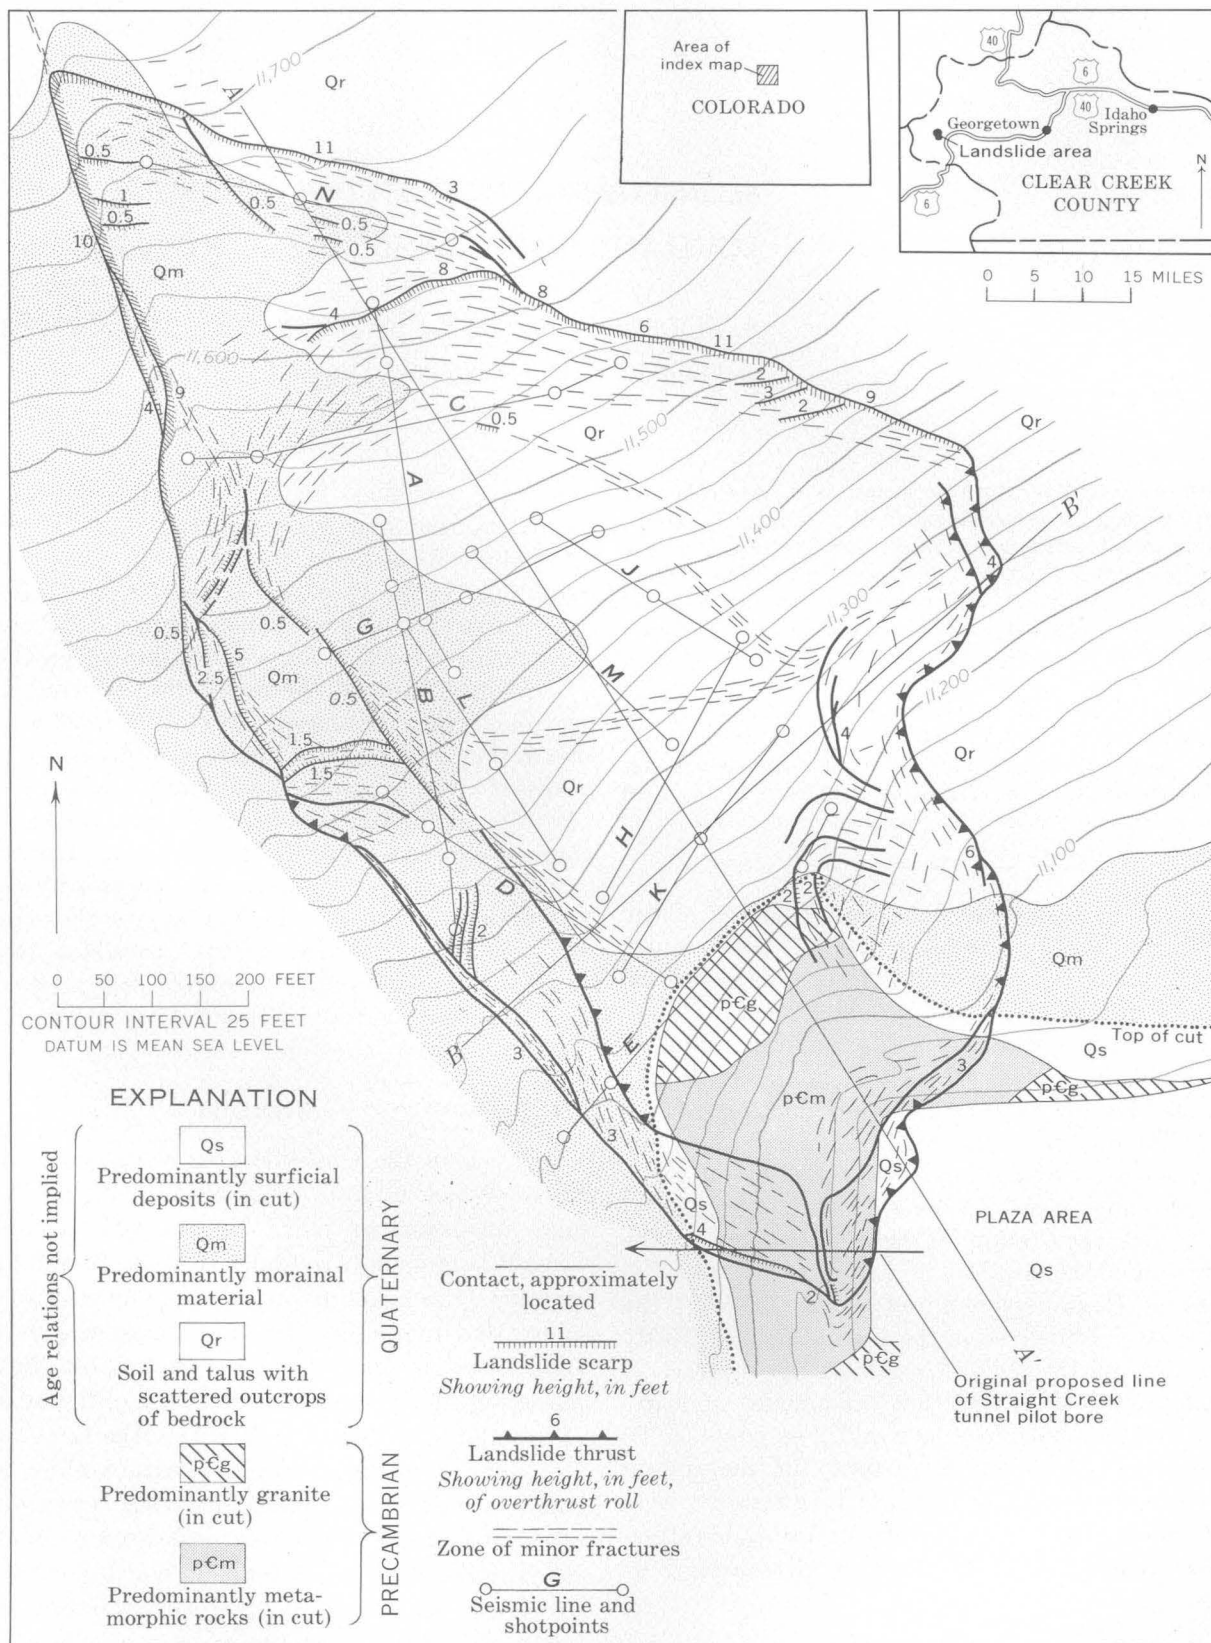 Area of
index map
COLORADO
40
6
40
Georgetown
Idaho
Springs
Landslide area
CLEAR CREEK
COUNTY
N
6
0 5 10 15 MILES
A
11,700
Qr
11
3
0.5
N
0.5
1
0.5
0.5
0.5
10
Qm
8
8
4
6
11
11,600
2
9
4
3
C
2
9
0.5
Qr
11,500
Qr
A
B'
11,400
4
J
11,300
0.5
0.5
G
5
2.5
Qm
M
0.5
B
L
11,200
1.5
4
Qr
1.5
Qr
N
H
6
11,100
D
K
2 2
2
Qm
0 50 100 150 200 FEET
p€g
CONTOUR INTERVAL 25 FEET
DATUM IS MEAN SEA LEVEL
B
3
E
Top of cut
Qs
3
p€g
p€m
3
Qs
Qs
4
PLAZA AREA
Qs
2
p€g
A'
Original proposed line
of Straight Creek
tunnel pilot bore
EXPLANATION
Age relations not implied
Qs
Predominantly surficial
deposits (in cut)
Qm
Predominantly morainal
material
Qr
Soil and talus with
scattered outcrops
of bedrock
QUATERNARY
p€g
Predominantly granite
(in cut)
p€m
Predominantly meta-
morphic rocks (in cut)
PRECAMBRIAN
Contact, approximately
located
11
Landslide scarp
Showing height, in feet
6
Landslide thrust
Showing height, in feet,
of overthrust roll
Zone of minor fractures
G
Seismic line and
shotpoints